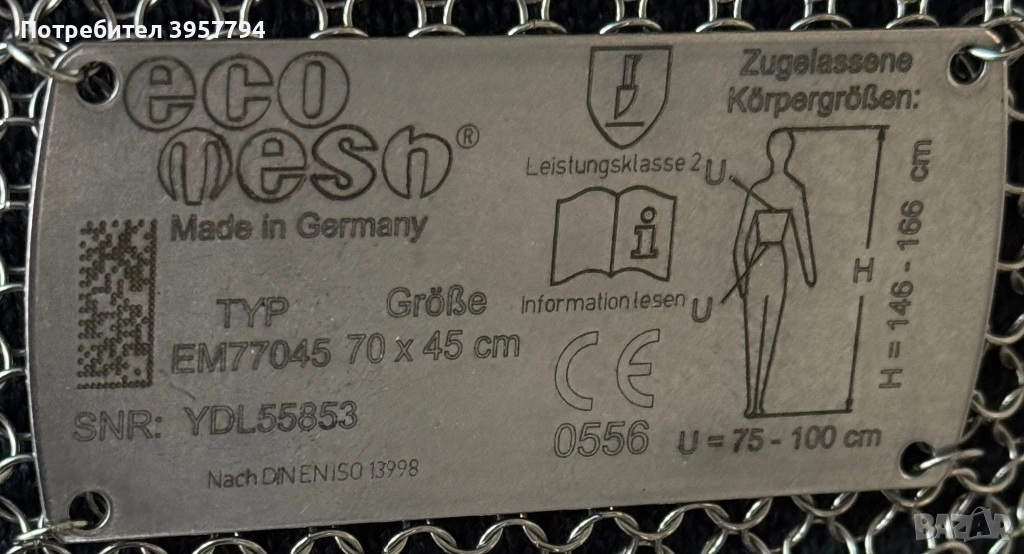 Потребител 3957794
eco
mesh®
Made in Germany
TYP
EM77045
Größe
70 x 45 cm
SNR: YDL55853
Nach DIN EN ISO 13998
Leistungsklasse 2
i
Information lesen
CE
0556
Zugelassene
Körpergrößen:
U
U
H
H = 146 - 166 cm
U = 75 - 100 cm
BAZAR